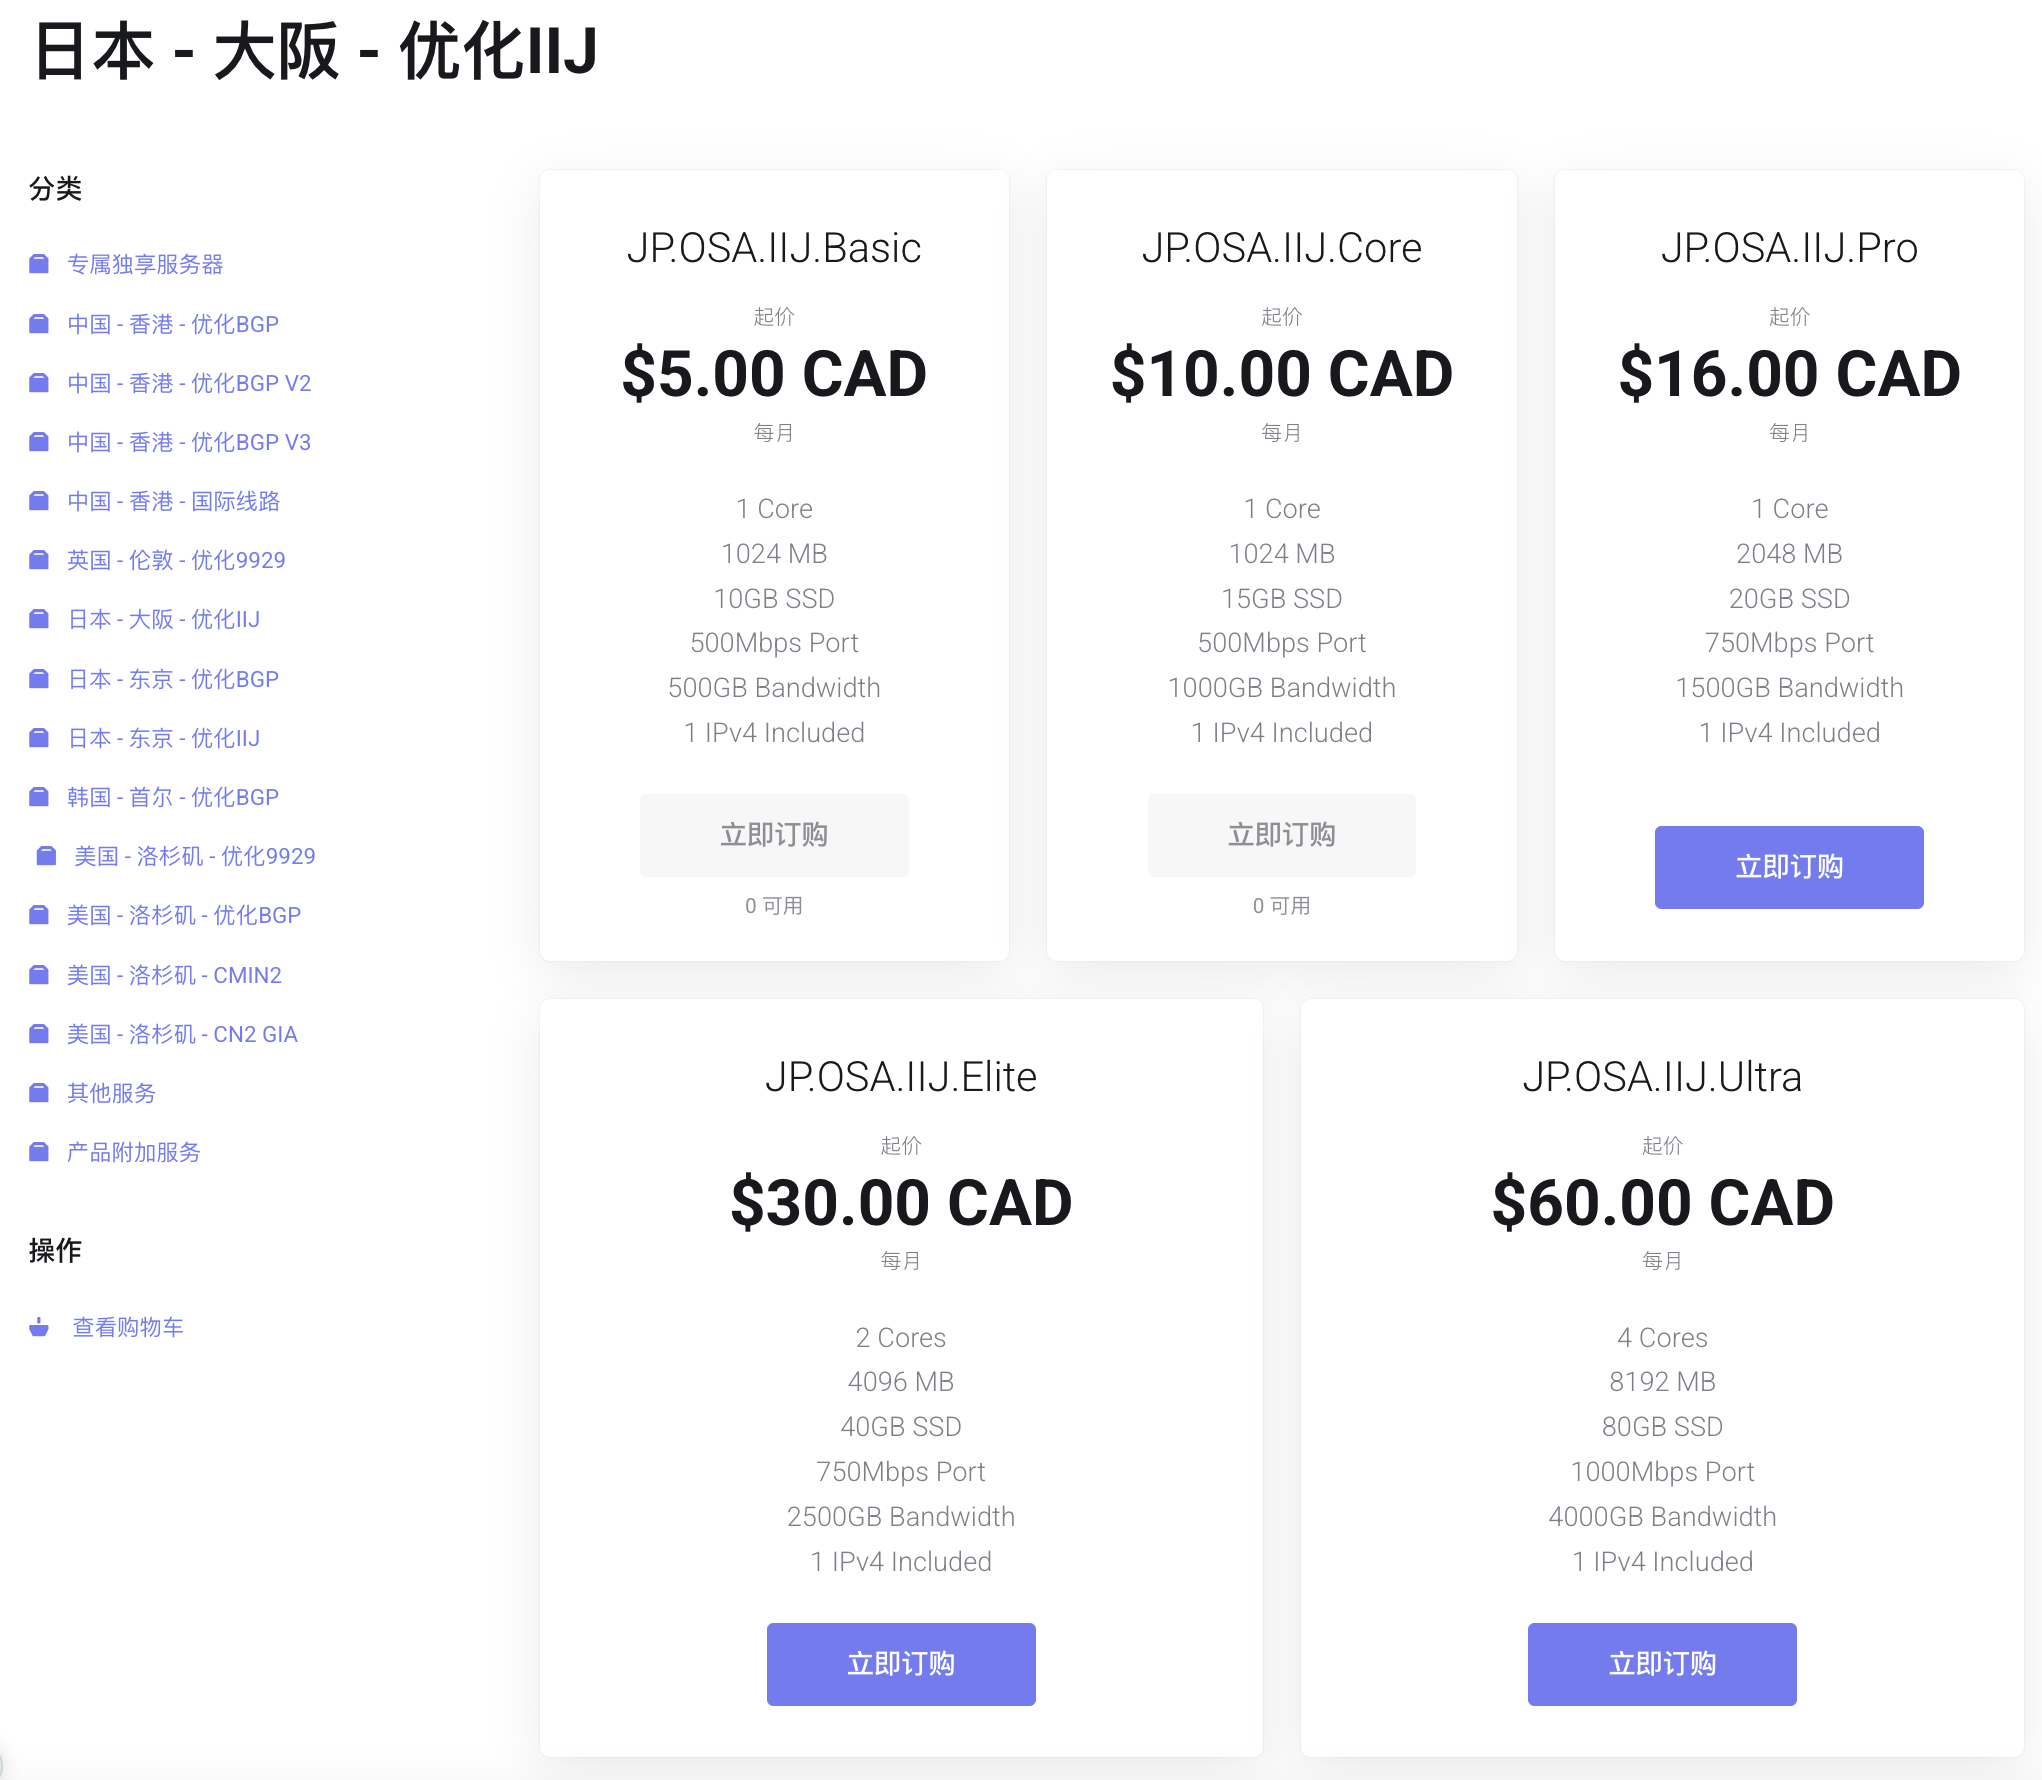 日本 - 大阪 - 优化IIJ
分类
专属独享服务器
中国 - 香港 - 优化BGP
中国 - 香港 - 优化BGP V2
中国 - 香港 - 优化BGP V3
中国 - 香港 - 国际线路
英国 - 伦敦 - 优化9929
日本 - 大阪 - 优化IIJ
日本 - 东京 - 优化BGP
日本 - 东京 - 优化IIJ
韩国 - 首尔 - 优化BGP
美国 - 洛杉矶 - 优化9929
美国 - 洛杉矶 - 优化BGP
美国 - 洛杉矶 - CMIN2
美国 - 洛杉矶 - CN2 GIA
其他服务
产品附加服务
操作
查看购物车
JP.OSA.IIJ.Basic
起价
$5.00 CAD
每月
1 Core
1024 MB
10GB SSD
500Mbps Port
500GB Bandwidth
1 IPv4 Included
立即订购
0 可用
JP.OSA.IIJ.Core
起价
$10.00 CAD
每月
1 Core
1024 MB
15GB SSD
500Mbps Port
1000GB Bandwidth
1 IPv4 Included
立即订购
0 可用
JP.OSA.IIJ.Pro
起价
$16.00 CAD
每月
1 Core
2048 MB
20GB SSD
750Mbps Port
1500GB Bandwidth
1 IPv4 Included
立即订购
JP.OSA.IIJ.Elite
起价
$30.00 CAD
每月
2 Cores
4096 MB
40GB SSD
750Mbps Port
2500GB Bandwidth
1 IPv4 Included
立即订购
JP.OSA.IIJ.Ultra
起价
$60.00 CAD
每月
4 Cores
8192 MB
80GB SSD
1000Mbps Port
4000GB Bandwidth
1 IPv4 Included
立即订购